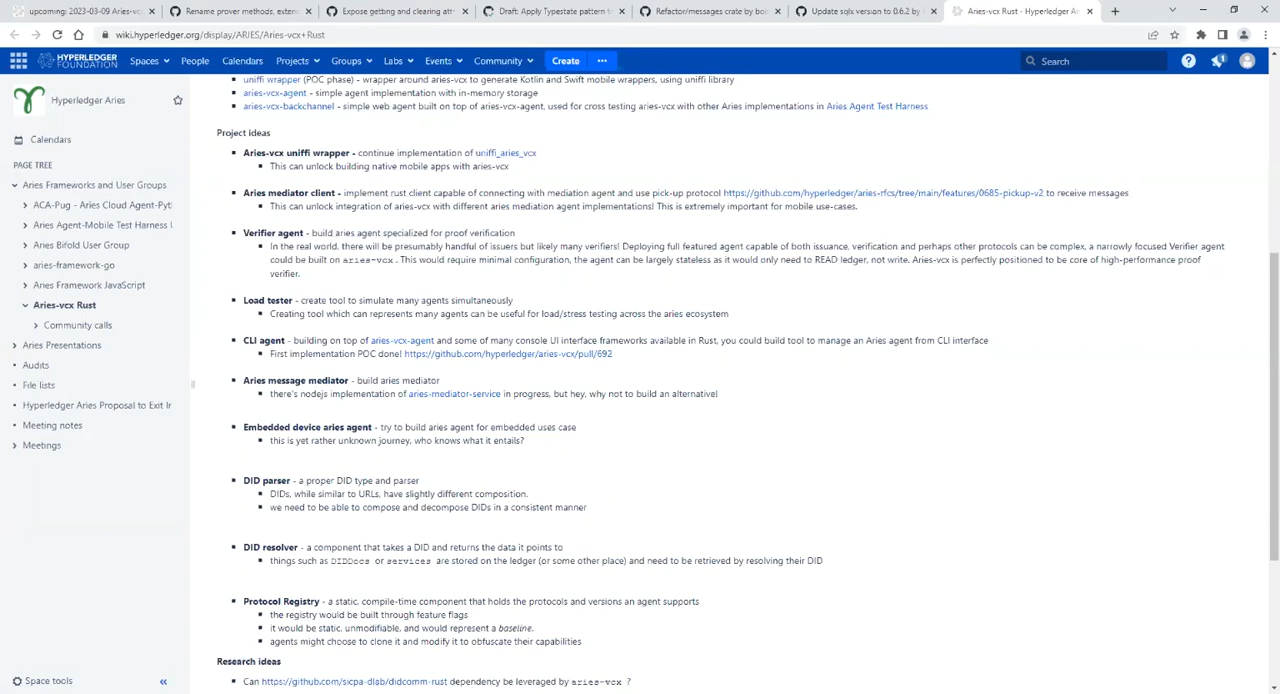 upcoming: 2023-03-09 Aries-vc
Rename prover methods, exten
Expose getting and clearing att
Draft: Apply Typestate pattern t
Refactor/messages crate by boi
Update sqlx version to 0.6.2 by
Aries-vcx Rust - Hyperledger Ar
wiki.hyperledger.org/display/ARIES/Aries-vcx+Rust
HYPERLEDGER
FOUNDATION
Spaces
People
Calendars
Projects
Groups
Labs
Events
Community
Create
Search
Hyperledger Aries
Calendars
PAGE TREE
Aries Frameworks and User Groups
ACA-Pug - Aries Cloud Agent-Pyt
Aries Agent-Mobile Test Harness
Aries Bifold User Group
aries-framework-go
Aries Framework JavaScript
Aries-vcx Rust
Community calls
Aries Presentations
Audits
File lists
Hyperledger Aries Proposal to Exit Ir
Meeting notes
Meetings
Space tools
uniffi wrapper (POC phase) - wrapper around aries-vcx to generate Kotlin and Swift mobile wrappers, using uniffi library
aries-vcx-agent - simple agent implementation with in-memory storage
aries-vcx-backchannel - simple web agent built on top of aries-vcx-agent, used for cross testing aries-vcx with other Aries implementations in Aries Agent Test Harness
Project ideas
Aries-vcx uniffi wrapper - continue implementation of uniffi_aries_vcx
This can unlock building native mobile apps with aries-vcx
Aries mediator client - implement rust client capable of connecting with mediation agent and use pick-up protocol https://github.com/hyperledger/aries-rfcs/tree/main/features/0685-pickup-v2 to receive messages
This can unlock integration of aries-vcx with different aries mediation agent implementations! This is extremely important for mobile use-cases.
Verifier agent - build aries agent specialized for proof verification
In the real world, there will be presumably handful of issuers but likely many verifiers! Deploying full featured agent capable of both issuance, verification and perhaps other protocols can be complex, a narrowly focused Verifier agent
could be built on aries-vcx. This would require minimal configuration, the agent can be largely stateless as it would only need to READ ledger, not write. Aries-vcx is perfectly positioned to be core of high-performance proof
verifier.
Load tester - create tool to simulate many agents simultaneously
Creating tool which can represents many agents can be useful for load/stress testing across the aries ecosystem
CLI agent - building on top of aries-vcx-agent and some of many console UI interface frameworks available in Rust, you could build tool to manage an Aries agent from CLI interface
First implementation POC done! https://github.com/hyperledger/aries-vcx/pull/692
Aries message mediator - build aries mediator
there's nodejs implementation of aries-mediator-service in progress, but hey, why not to build an alternative!
Embedded device aries agent - try to build aries agent for embedded uses case
this is yet rather unknown journey, who knows what it entails?
DID parser - a proper DID type and parser
DIDs, while similar to URLs, have slightly different composition.
we need to be able to compose and decompose DIDs in a consistent manner
DID resolver - a component that takes a DID and returns the data it points to
things such as DIDDocs or services are stored on the ledger (or some other place) and need to be retrieved by resolving their DID
Protocol Registry - a static, compile-time component that holds the protocols and versions an agent supports
the registry would be built through feature flags
it would be static, unmodifiable, and would represent a baseline.
agents might choose to clone it and modify it to obfuscate their capabilities
Research ideas
Can https://github.com/sicpa-dlab/didcomm-rust dependency be leveraged by aries-vcx ?